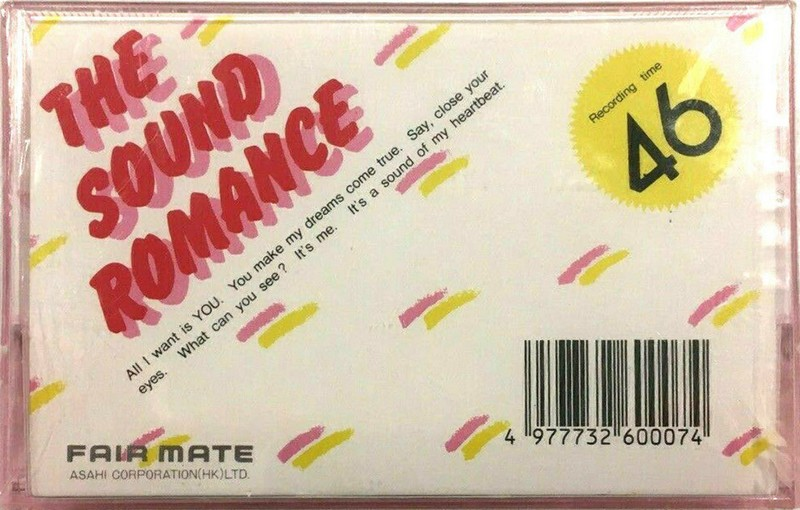 THE
SOUND
ROMANCE
All I want is YOU. You make my dreams come true. Say, close your
eyes. What can you see? It's me. It's a sound of my heartbeat.
Recording time
46
4 977732 600074
FAIR MATE
ASAHI CORPORATION(HK)LTD.